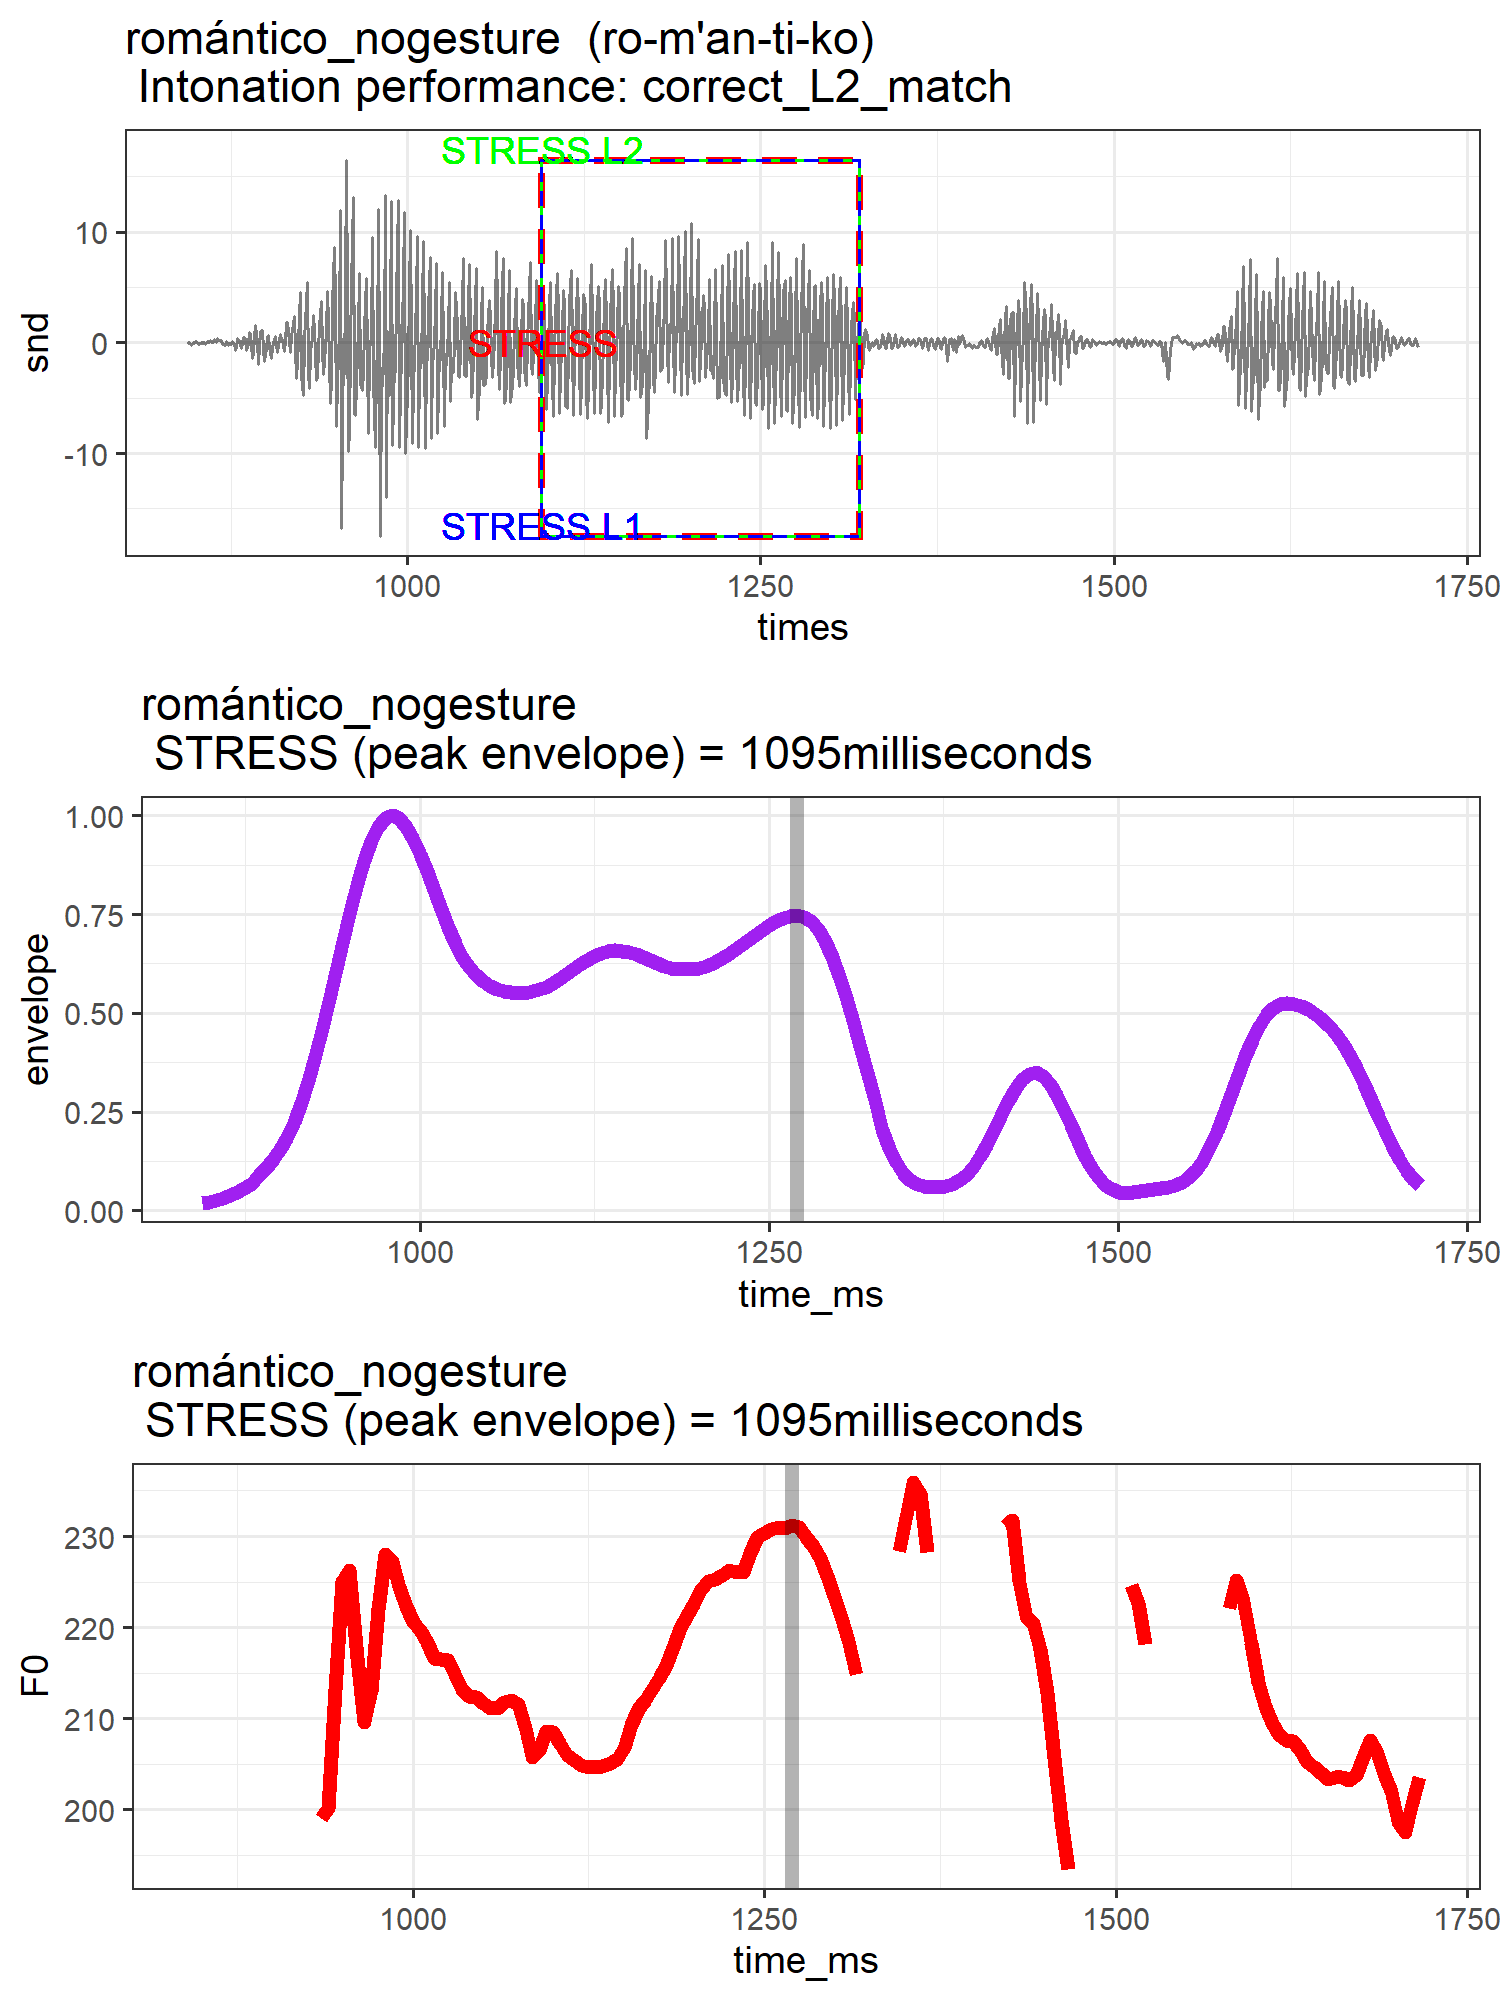 romántico_nogesture  (ro-m'an-ti-ko)
Intonation performance: correct_L2_match
STRESS L2
STRESS
STRESS L1
10
0
-10
snd
1000
1250
1500
1750
times
romántico_nogesture
STRESS (peak envelope) = 1095milliseconds
1.00
0.75
0.50
0.25
0.00
envelope
1000
1250
1500
1750
time_ms
romántico_nogesture
STRESS (peak envelope) = 1095milliseconds
230
220
210
200
F0
1000
1250
1500
1750
time_ms